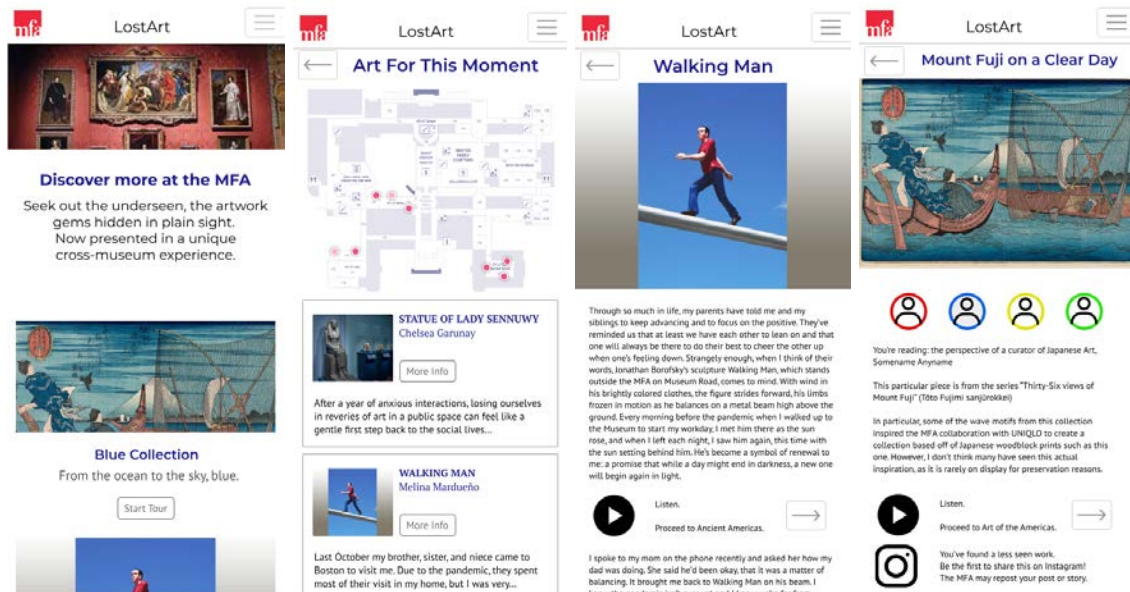 mfa
LostArt
Discover more at the MFA
Seek out the underseen, the artwork
gems hidden in plain sight.
Now presented in a unique
cross-museum experience.
Blue Collection
From the ocean to the sky, blue.
Start Tour
mfa
LostArt
Art For This Moment
STATUE OF LADY SENNUWY
Chelsea Garunay
More Info
After a year of anxious interactions, losing ourselves
in reveries of art in a public space can feel like a
gentle first step back to the social lives...
WALKING MAN
Melina Mardueño
More Info
Last October my brother, sister, and niece came to
Boston to visit me. Due to the pandemic, they spent
most of their visit in my home, but I was very...
mfa
LostArt
Walking Man
Through so much in life, my parents have told me and my
siblings to keep advancing and to focus on the positive. They've
reminded us that at least we have each other to lean on and that
one will always be there to do their best to cheer the other up
when one's feeling down. Strangely enough, when I think of their
words, Jonathan Borofsky's sculpture Walking Man, which stands
outside the MFA on Museum Road, comes to mind. With wind in
his brightly colored clothes, the figure strides forward, his limbs
frozen in motion as he balances on a metal beam high above the
ground. Every morning before the pandemic when I walked up to
the Museum to start my workday, I met him there as the sun
rose, and when I left each night, I saw him again, this time with
the sun setting behind him. He's become a symbol of renewal to
me: a promise that while a day might end in darkness, a new one
will begin again in light.
Listen.
Proceed to Ancient Americas.
I spoke to my mom on the phone recently and asked her how my
dad was doing. She said he'd been okay, that it was a matter of
balancing. It brought me back to Walking Man on his beam. I
mfa
LostArt
Mount Fuji on a Clear Day
You're reading: the perspective of a curator of Japanese Art,
Somename Anyname
This particular piece is from the series "Thirty-Six views of
Mount Fuji" (Tōto Fujimi sanjūrokkei)
In particular, some of the wave motifs from this collection
inspired the MFA collaboration with UNIQLO to create a
collection based off of Japanese woodblock prints such as this
one. However, I don't think many have seen this actual
inspiration, as it is rarely on display for preservation reasons.
Listen.
Proceed to Art of the Americas.
You've found a less seen work.
Be the first to share this on Instagram!
The MFA may repost your post or story.